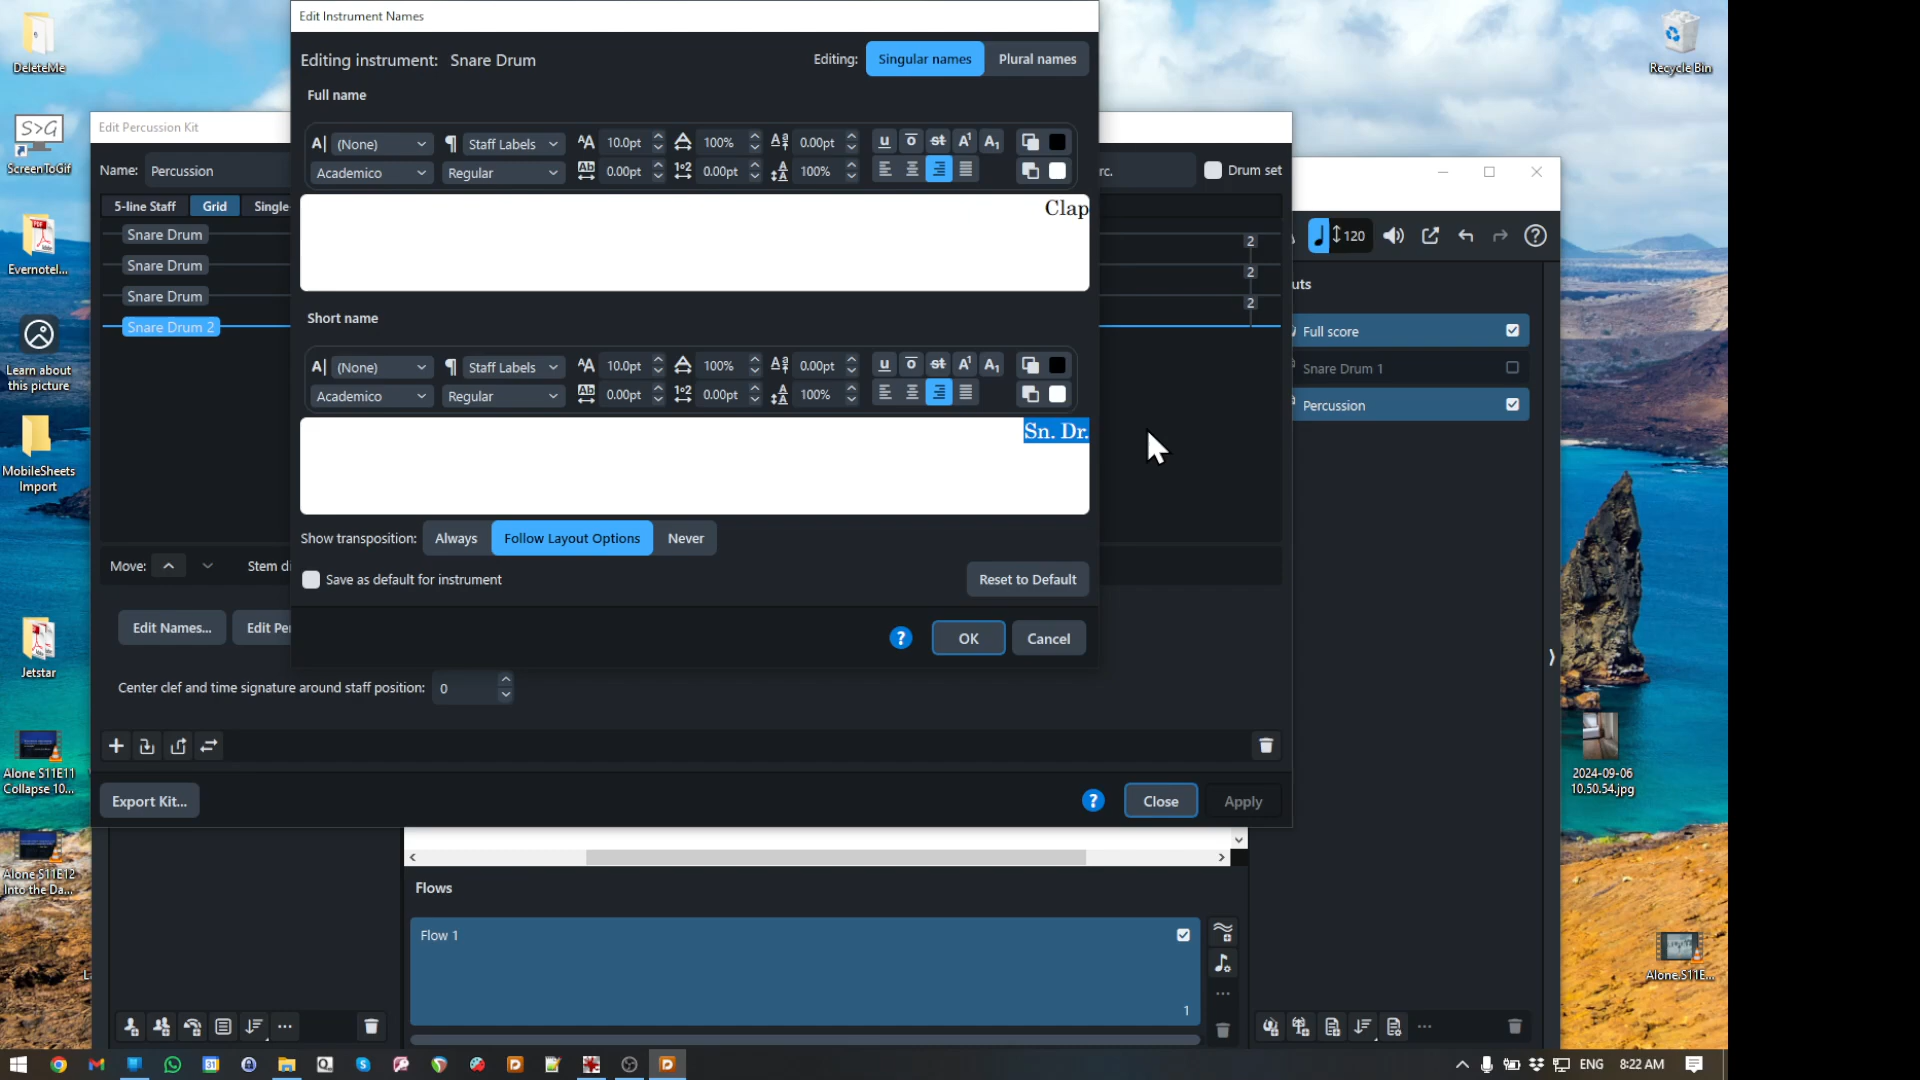 DeleteMe
ScreenToGif
Evernotel...
Learn about
this picture
MobileSheets
Import
Jetstar
Alone S11E11
Collapse 10...
Alone S11E12
Into the Da...
Recycle Bin
2024-09-06
10.50.54.jpg
Alone.S11E...
Edit Instrument Names
Editing instrument: Snare Drum
Editing:
Singular names
Plural names
Full name
(None)
Staff Labels
10.0pt
100%
0.00pt
Academico
Regular
0.00pt
0.00pt
100%
Clap
Short name
(None)
Staff Labels
10.0pt
100%
0.00pt
Academico
Regular
0.00pt
0.00pt
100%
Sn. Dr.
Show transposition:
Always
Follow Layout Options
Never
Save as default for instrument
Reset to Default
OK
Cancel
Edit Percussion Kit
Name:
Percussion
rc.
Drum set
5-line Staff
Grid
Single-
Snare Drum
2
Snare Drum
2
Snare Drum
2
Snare Drum 2
Move:
Stem di
Edit Names...
Edit Pe
Center clef and time signature around staff position:
0
Export Kit...
Close
Apply
120
uts
Full score
Snare Drum 1
Percussion
Flows
Flow 1
1
ENG
8:22 AM